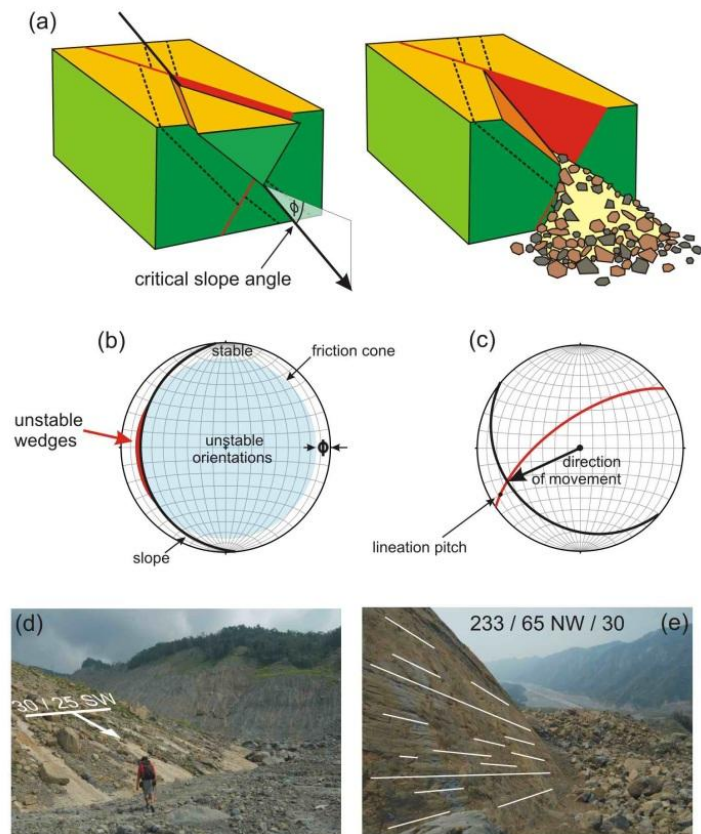 (a)
ϕ
critical slope angle
(b)
stable
friction cone
unstable
wedges
unstable
orientations
ϕ
slope
(c)
direction
of movement
lineation pitch
(d)
30 / 25 SW
233 / 65 NW / 30
(e)